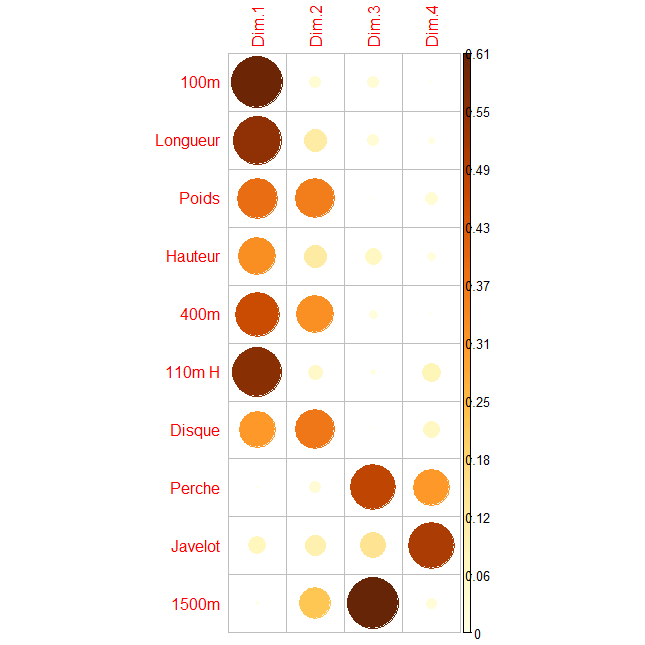 Dim.1
Dim.2
Dim.3
Dim.4
100m
Longueur
Poids
Hauteur
400m
110m H
Disque
Perche
Javelot
1500m
0.61
0.55
0.49
0.43
0.37
0.31
0.25
0.18
0.12
0.06
0